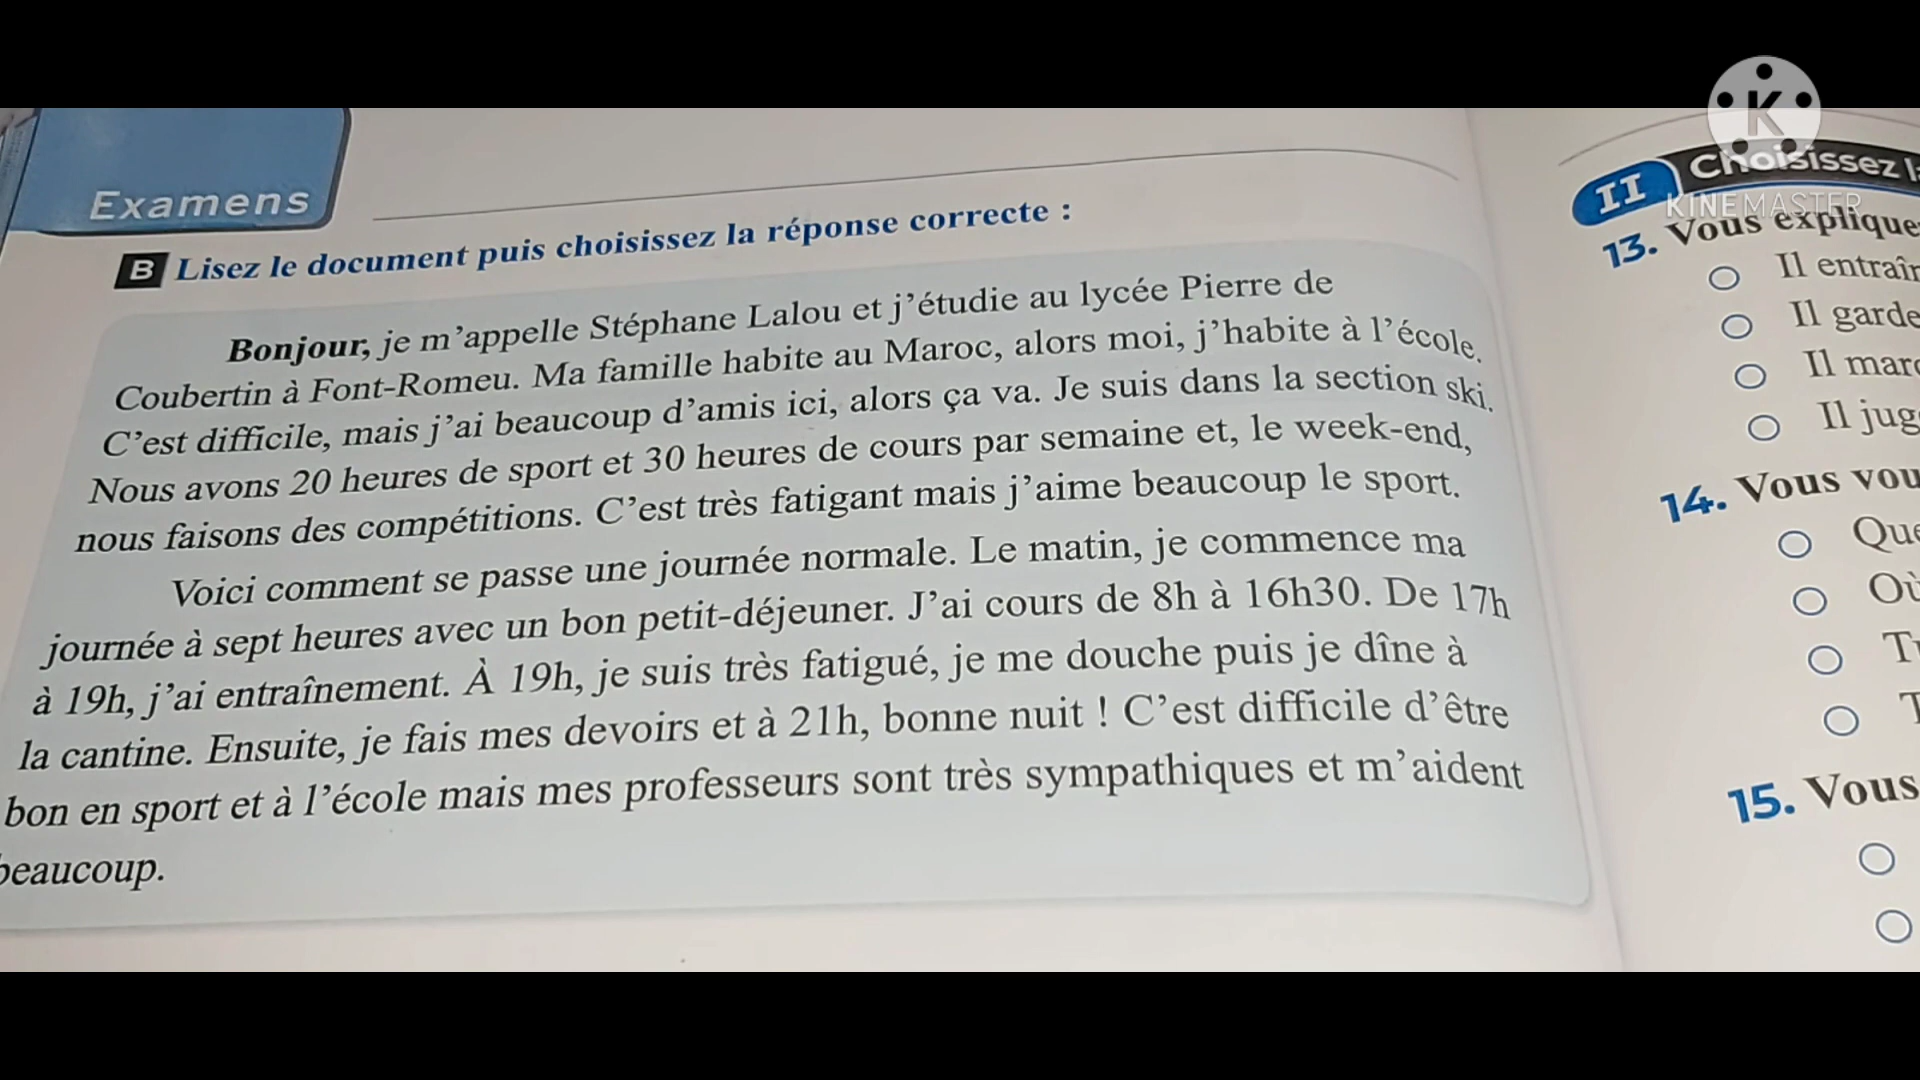 Examens
B Lisez le document puis choisissez la réponse correcte :
Bonjour, je m'appelle Stéphane Lalou et j'étudie au lycée Pierre de
Coubertin à Font-Romeu. Ma famille habite au Maroc, alors moi, j'habite à l'école.
C'est difficile, mais j'ai beaucoup d'amis ici, alors ça va. Je suis dans la section ski.
Nous avons 20 heures de sport et 30 heures de cours par semaine et, le week-end,
nous faisons des compétitions. C'est très fatigant mais j'aime beaucoup le sport.
Voici comment se passe une journée normale. Le matin, je commence ma
journée à sept heures avec un bon petit-déjeuner. J'ai cours de 8h à 16h30. De 17h
à 19h, j'ai entraînement. À 19h, je suis très fatigué, je me douche puis je dîne à
la cantine. Ensuite, je fais mes devoirs et à 21h, bonne nuit ! C'est difficile d'être
bon en sport et à l'école mais mes professeurs sont très sympathiques et m'aident
beaucoup.
K
KINEMASTER
II Choisissez
13. Vous
Il
Il
Il
Il
14. Vous
Où
15. Vous